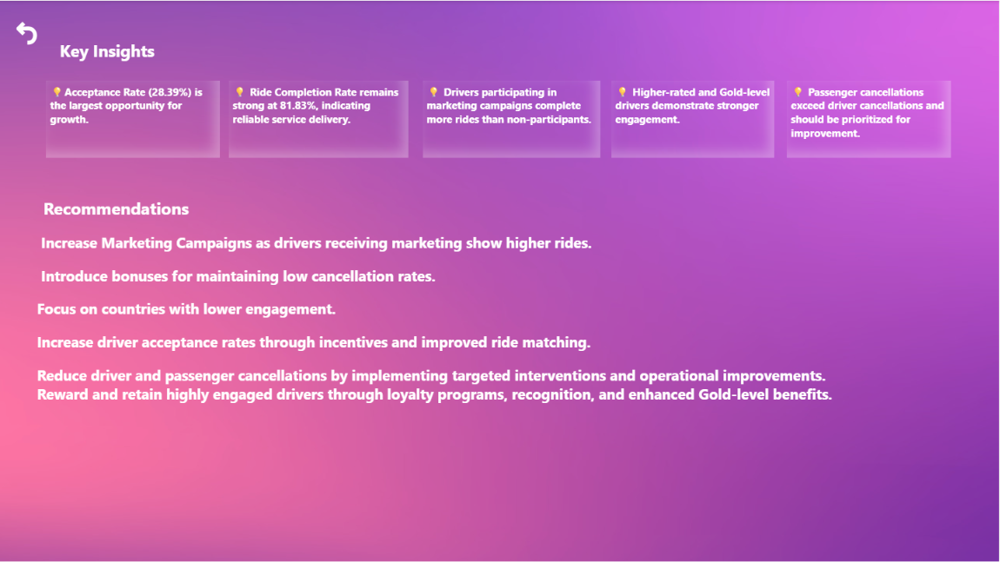 Key Insights
💡Acceptance Rate (28.39%) is
the largest opportunity for
growth.
💡 Ride Completion Rate remains
strong at 81.83%, indicating
reliable service delivery.
💡 Drivers participating in
marketing campaigns complete
more rides than non-participants.
💡 Higher-rated and Gold-level
drivers demonstrate stronger
engagement.
💡 Passenger cancellations
exceed driver cancellations and
should be prioritized for
improvement.
Recommendations
Increase Marketing Campaigns as drivers receiving marketing show higher rides.
Introduce bonuses for maintaining low cancellation rates.
Focus on countries with lower engagement.
Increase driver acceptance rates through incentives and improved ride matching.
Reduce driver and passenger cancellations by implementing targeted interventions and operational improvements.
Reward and retain highly engaged drivers through loyalty programs, recognition, and enhanced Gold-level benefits.